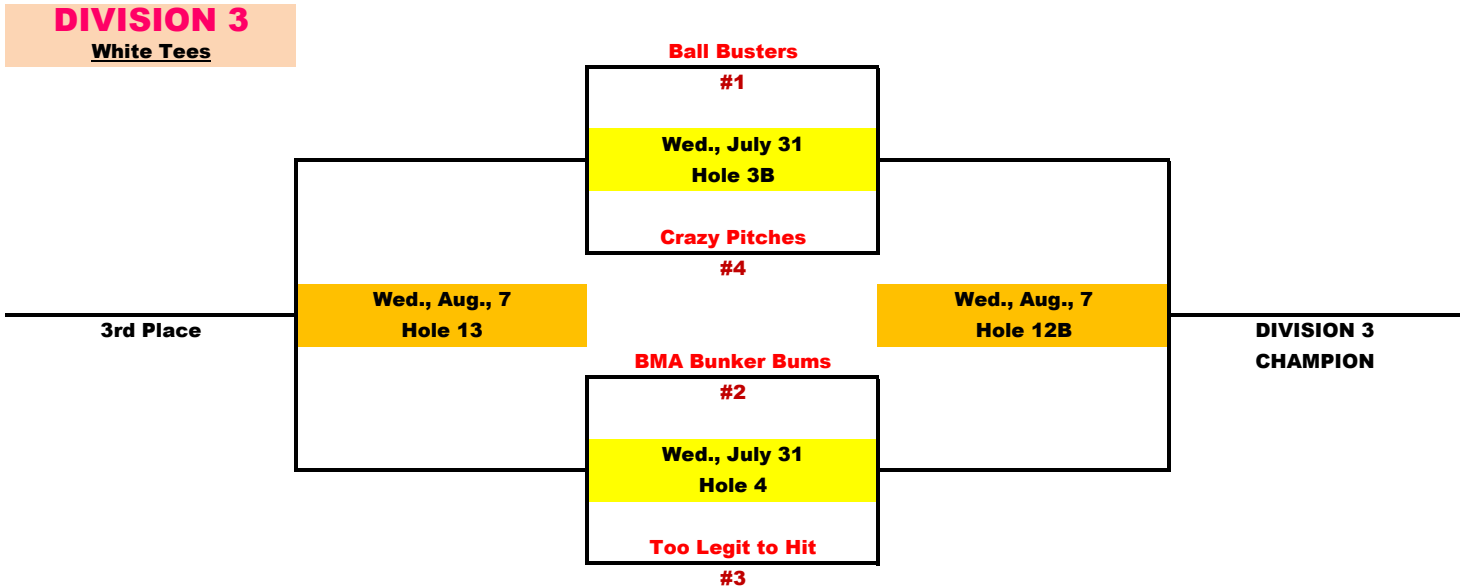 DIVISION 3
White Tees
Ball Busters
#1
Wed., July 31
Hole 3B
Crazy Pitches
#4
Wed., Aug., 7
Hole 13
3rd Place
Wed., Aug., 7
Hole 12B
DIVISION 3
CHAMPION
BMA Bunker Bums
#2
Wed., July 31
Hole 4
Too Legit to Hit
#3